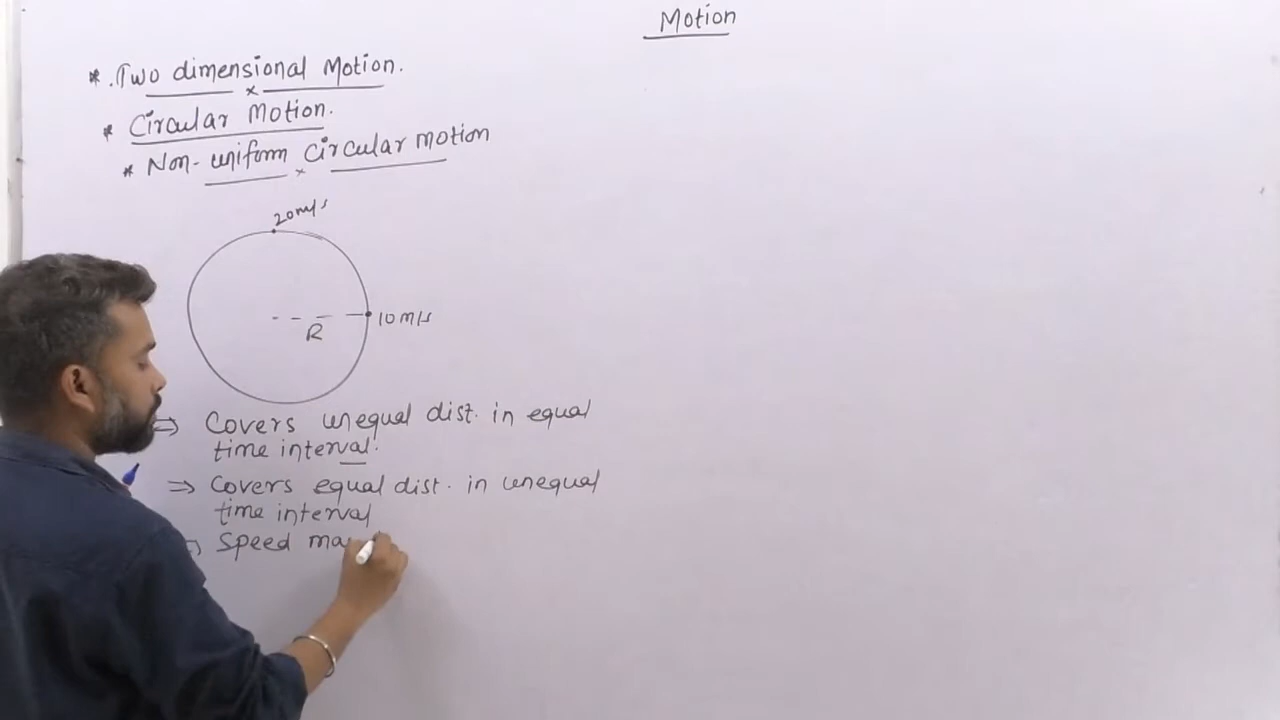 Motion
* Two dimensional Motion.
* Circular Motion.
* Non-uniform Circular motion
20m/s
10m/s
R
⇒ Covers unequal dist. in equal
time interval.
⇒ Covers equal dist. in unequal
time interval
⇒ Speed ma